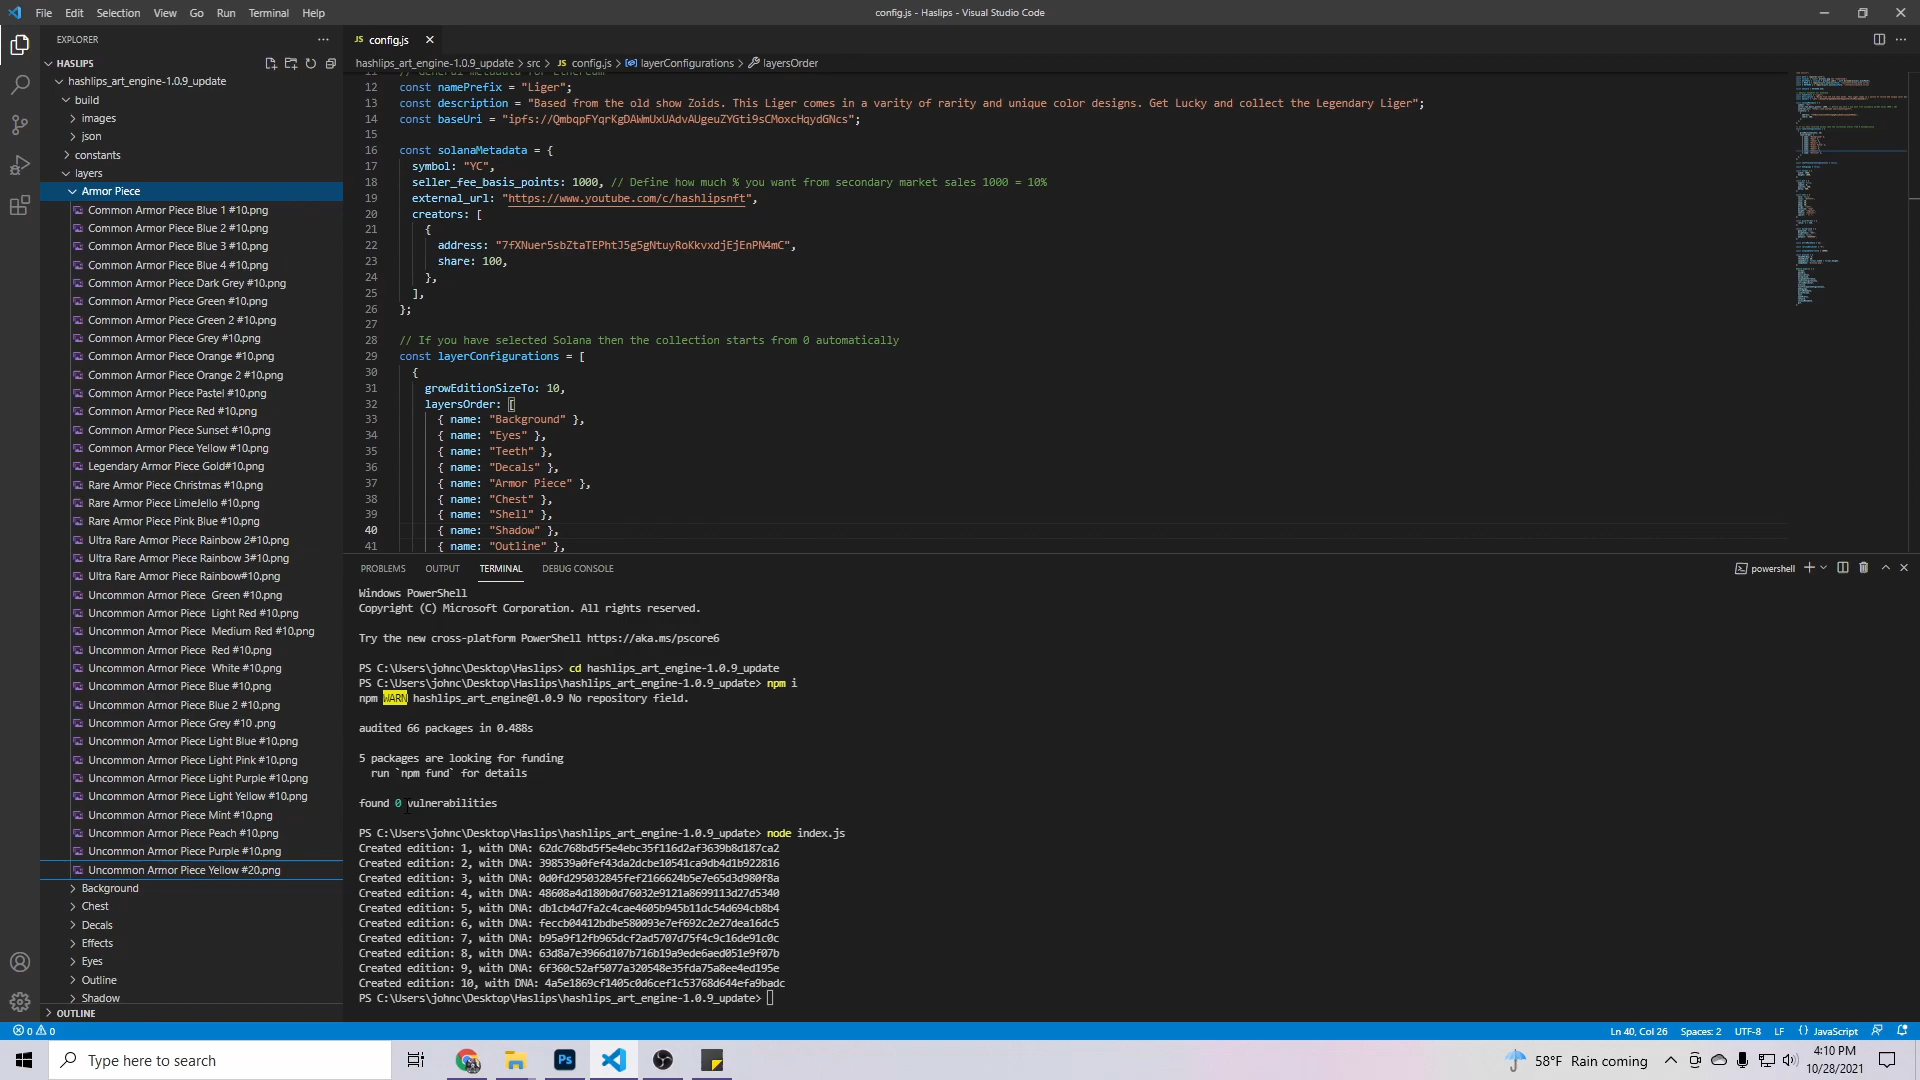 File Edit Selection View Go Run Terminal Help
config.js - Haslips - Visual Studio Code
EXPLORER
HASLIPS
hashlips_art_engine-1.0.9_update
build
images
json
constants
layers
Armor Piece
Common Armor Piece Blue 1 #10.png
Common Armor Piece Blue 2 #10.png
Common Armor Piece Blue 3 #10.png
Common Armor Piece Blue 4 #10.png
Common Armor Piece Dark Grey #10.png
Common Armor Piece Green #10.png
Common Armor Piece Green 2 #10.png
Common Armor Piece Grey #10.png
Common Armor Piece Orange #10.png
Common Armor Piece Orange 2 #10.png
Common Armor Piece Pastel #10.png
Common Armor Piece Red #10.png
Common Armor Piece Sunset #10.png
Common Armor Piece Yellow #10.png
Legendary Armor Piece Gold#10.png
Rare Armor Piece Christmas #10.png
Rare Armor Piece LimeJello #10.png
Rare Armor Piece Pink Blue #10.png
Ultra Rare Armor Piece Rainbow 2#10.png
Ultra Rare Armor Piece Rainbow 3#10.png
Ultra Rare Armor Piece Rainbow#10.png
Uncommon Armor Piece  Green #10.png
Uncommon Armor Piece  Light Red #10.png
Uncommon Armor Piece  Medium Red #10.png
Uncommon Armor Piece  Red #10.png
Uncommon Armor Piece  White #10.png
Uncommon Armor Piece Blue #10.png
Uncommon Armor Piece Blue 2 #10.png
Uncommon Armor Piece Grey #10 .png
Uncommon Armor Piece Light Blue #10.png
Uncommon Armor Piece Light Pink #10.png
Uncommon Armor Piece Light Purple #10.png
Uncommon Armor Piece Light Yellow #10.png
Uncommon Armor Piece Mint #10.png
Uncommon Armor Piece Peach #10.png
Uncommon Armor Piece Purple #10.png
Uncommon Armor Piece Yellow #20.png
Background
Chest
Decals
Effects
Eyes
Outline
Shadow
OUTLINE
JS config.js
hashlips_art_engine-1.0.9_update > src > JS config.js > layerConfigurations > layersOrder
11 // General metadata for Ethereum
12 const namePrefix = "Liger";
13 const description = "Based from the old show Zoids. This Liger comes in a varity of rarity and unique color designs. Get Lucky and collect the Legendary Liger";
14 const baseUri = "ipfs://QmbqpFYqrKgDAWmUxUAdvAUgeuZYGti9sCMoxcHqydGNcs";
15
16 const solanaMetadata = {
17 symbol: "YC",
18 seller_fee_basis_points: 1000, // Define how much % you want from secondary market sales 1000 = 10%
19 external_url: "https://www.youtube.com/c/hashlipsnft",
20 creators: [
21 {
22 address: "7fXNuer5sbZtaTEPhtJ5g5gNtuyRoKkvxdjEjEnPN4mC",
23 share: 100,
24 },
25 ],
26 };
27
28 // If you have selected Solana then the collection starts from 0 automatically
29 const layerConfigurations = [
30 {
31 growEditionSizeTo: 10,
32 layersOrder: [
33 { name: "Background" },
34 { name: "Eyes" },
35 { name: "Teeth" },
36 { name: "Decals" },
37 { name: "Armor Piece" },
38 { name: "Chest" },
39 { name: "Shell" },
40 { name: "Shadow" },
41 { name: "Outline" },
PROBLEMS OUTPUT TERMINAL DEBUG CONSOLE
powershell
Windows PowerShell
Copyright (C) Microsoft Corporation. All rights reserved.
Try the new cross-platform PowerShell https://aka.ms/pscore6
PS C:\Users\johnc\Desktop\Haslips> cd hashlips_art_engine-1.0.9_update
PS C:\Users\johnc\Desktop\Haslips\hashlips_art_engine-1.0.9_update> npm i
npm WARN hashlips_art_engine@1.0.9 No repository field.
audited 66 packages in 0.488s
5 packages are looking for funding
run `npm fund` for details
found 0 vulnerabilities
PS C:\Users\johnc\Desktop\Haslips\hashlips_art_engine-1.0.9_update> node index.js
Created edition: 1, with DNA: 62dc768bd5f5e4ebc35f116d2af3639b8d187ca2
Created edition: 2, with DNA: 398539a0fef43da2dcbe10541ca9db4d1b922816
Created edition: 3, with DNA: 0d0fd295032845fef2166624b5e7e65d3d980f8a
Created edition: 4, with DNA: 48608a4d180b0d76032e9121a8699113d27d5340
Created edition: 5, with DNA: db1cb4d7fa2c4cae4605b945b11dc54d694cb8b4
Created edition: 6, with DNA: feccb04412bdbe580093e7ef692c2e27dea16dc5
Created edition: 7, with DNA: b95a9f12fb965dcf2ad5707d75f4c9c16de91c0c
Created edition: 8, with DNA: 63d8a7e3966d107b716b19a9ede6aed051e9f07b
Created edition: 9, with DNA: 6f360c52af5077a320548e35fda75a8ee4ed195e
Created edition: 10, with DNA: 4a5e1869cf1405c0d6cef1c53768d644efa9badc
PS C:\Users\johnc\Desktop\Haslips\hashlips_art_engine-1.0.9_update>
0 0
Ln 40, Col 26 Spaces: 2 UTF-8 LF {} JavaScript
Type here to search
Ps
58°F Rain coming
4:10 PM
10/28/2021